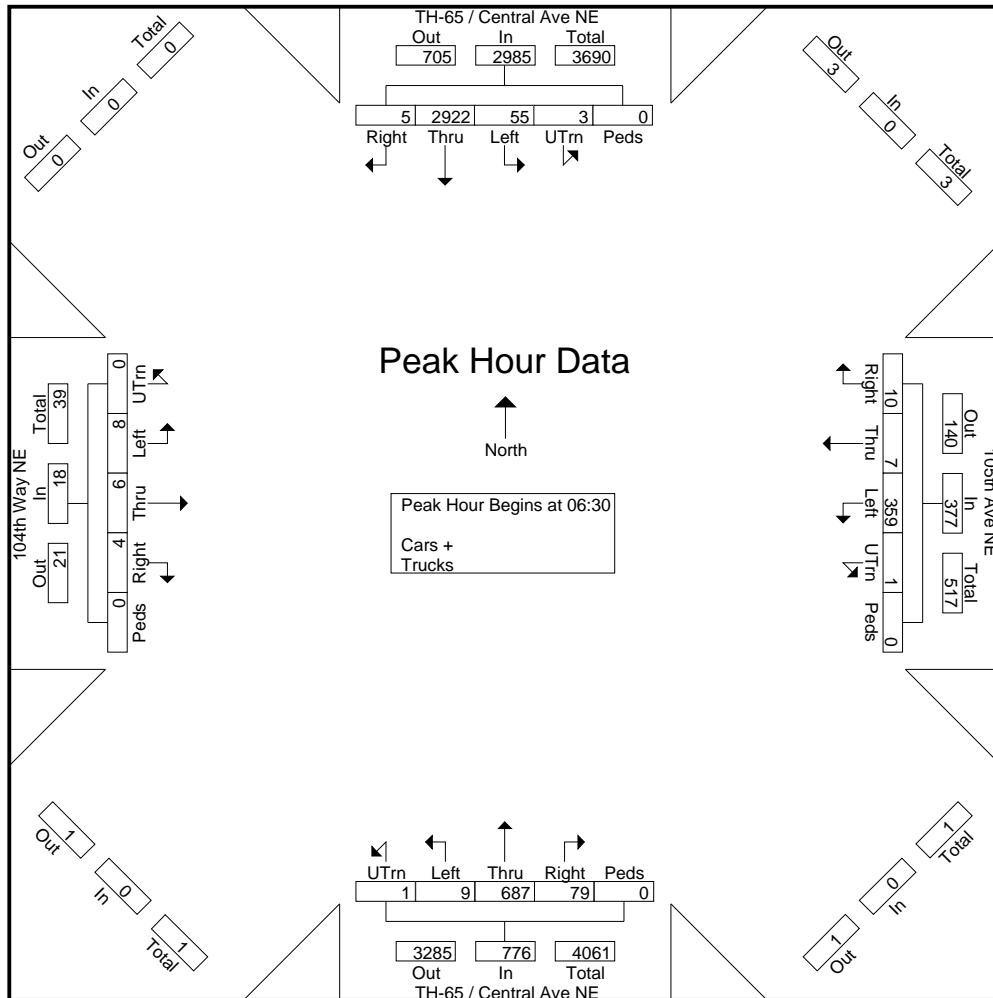 TH-65 / Central Ave NE
Out In Total
705 2985 3690
5 2922 55 3 0
Right Thru Left UTrn Peds
Total
0
In
0
Out
0
Out
3
In
0
Total
3
Peak Hour Data
North
Peak Hour Begins at 06:30
Cars +
Trucks
104th Way NE
Total In Out
39 18 21
0 8 6 4 0
UTrn Left Thru Right Peds
105th Ave NE
Out In Total
140 377 517
10 7 359 1 0
Right Thru Left UTrn Peds
Out
1
In
0
Total
1
Total
1
In
0
Out
1
UTrn Left Thru Right Peds
1 9 687 79 0
3285 776 4061
Out In Total
TH-65 / Central Ave NE